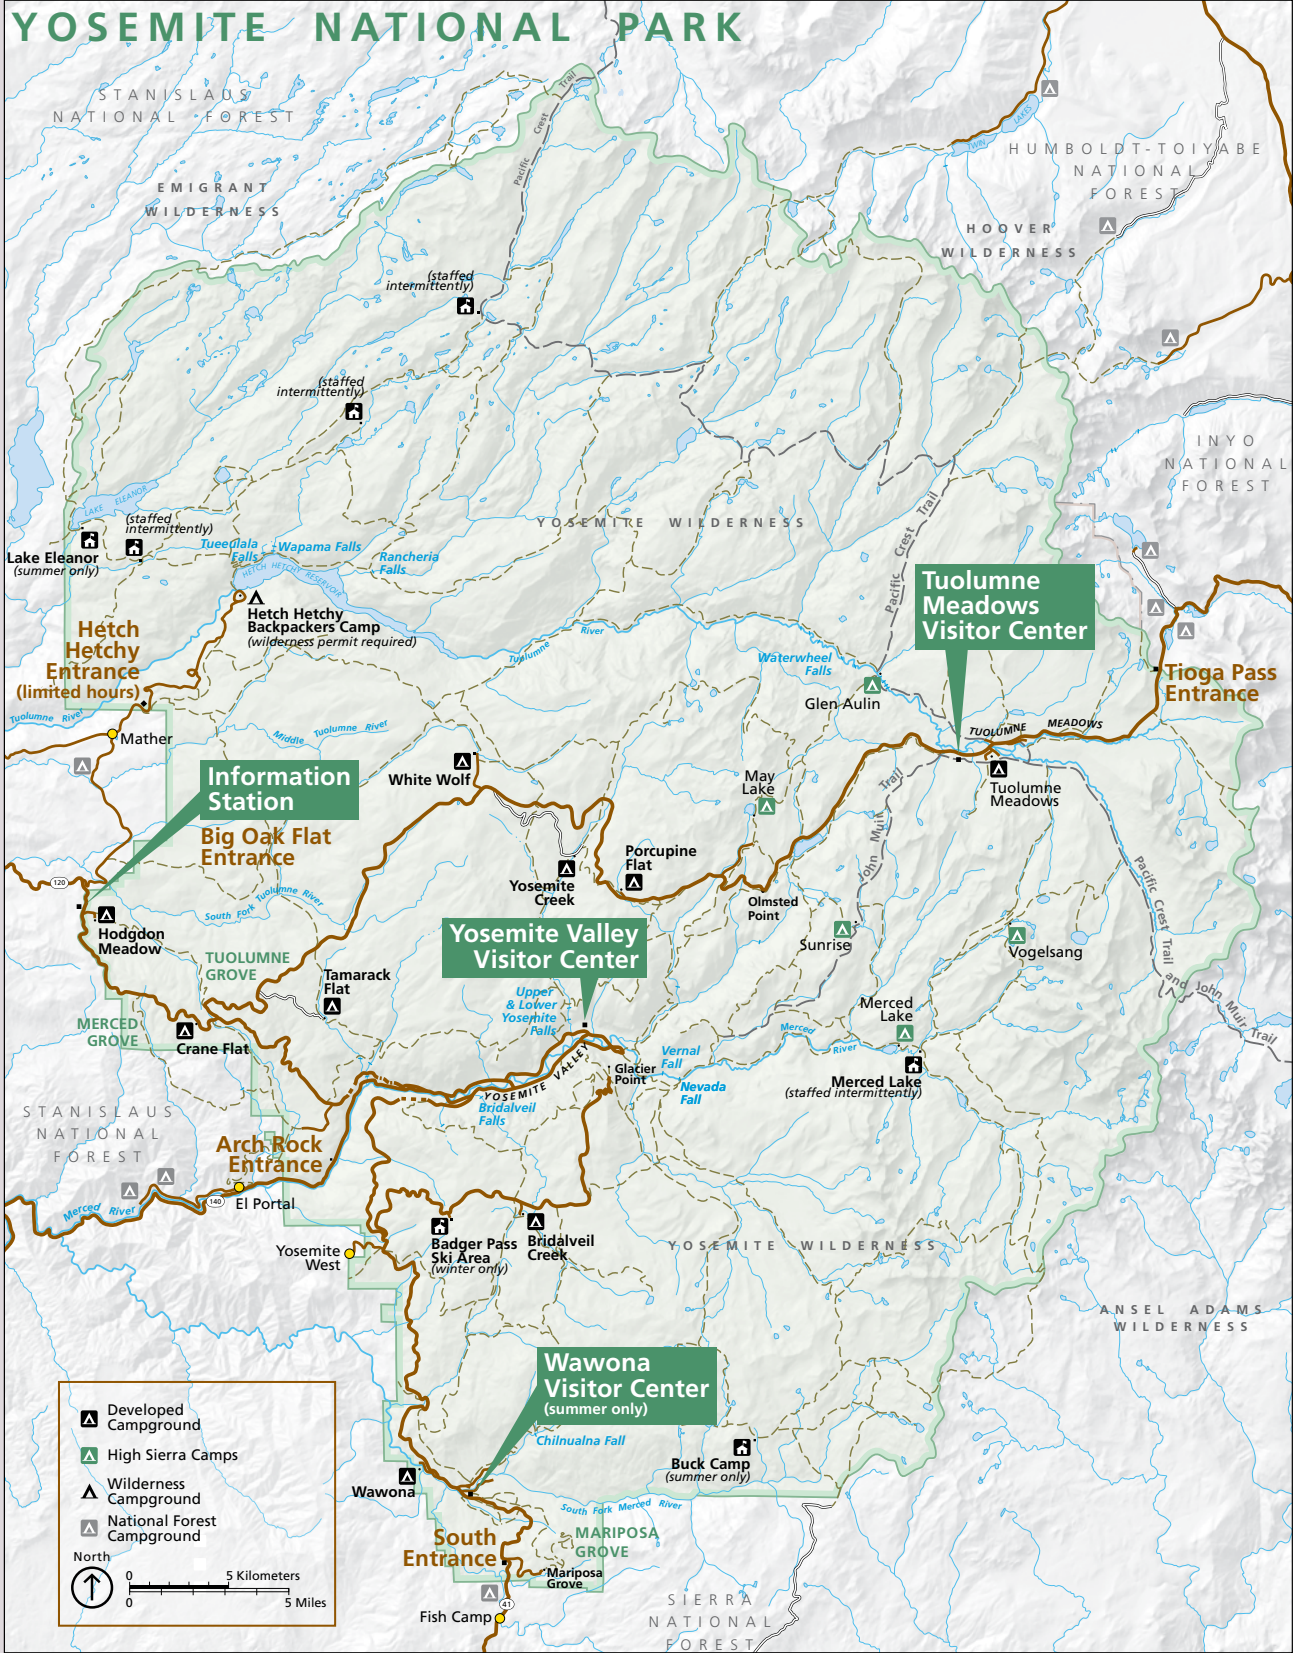 YOSEMITE NATIONAL PARK
STANISLAUS
NATIONAL FOREST
Pacific Crest Trail
TWIN LAKES
HUMBOLDT-TOIYABE
NATIONAL
FOREST
EMIGRANT
WILDERNESS
HOOVER
WILDERNESS
(staffed
intermittently)
(staffed
intermittently)
INYO
NATIONAL
FOREST
LAKE ELEANOR
(staffed
intermittently)
Lake Eleanor
(summer only)
YOSEMITE WILDERNESS
Pacific Crest Trail
Tueeulala
Falls
Wapama Falls
Rancheria
Falls
HETCH HETCHY RESERVOIR
Hetch Hetchy
Backpackers Camp
(wilderness permit required)
Tuolumne
Meadows
Visitor Center
Hetch
Hetchy
Entrance
(limited hours)
Tuolumne River
Waterwheel
Falls
Glen Aulin
Tioga Pass
Entrance
Tuolumne River
Mather
Middle Tuolumne River
TUOLUMNE MEADOWS
Tuolumne
Meadows
White Wolf
May
Lake
Information
Station
Big Oak Flat
Entrance
John Muir Trail
Porcupine
Flat
Yosemite
Creek
120
South Fork Tuolumne River
Olmsted
Point
Pacific Crest Trail
and John Muir Trail
Hodgdon
Meadow
Yosemite Valley
Visitor Center
Sunrise
Vogelsang
TUOLUMNE
GROVE
Tamarack
Flat
Upper
& Lower
Yosemite
Falls
Merced
Lake
MERCED
GROVE
Crane Flat
Merced River
YOSEMITE VALLEY
Vernal
Fall
Glacier
Point
Nevada
Fall
Merced Lake
(staffed intermittently)
Bridalveil
Falls
STANISLAUS
NATIONAL
FOREST
Arch Rock
Entrance
Merced River
140
El Portal
Yosemite
West
Badger Pass
Ski Area
(winter only)
Bridalveil
Creek
YOSEMITE WILDERNESS
ANSEL ADAMS
WILDERNESS
Wawona
Visitor Center
(summer only)
Chilnualna Fall
Buck Camp
(summer only)
Wawona
South Fork Merced River
South
Entrance
MARIPOSA
GROVE
Mariposa
Grove
41
Fish Camp
SIERRA
NATIONAL
FOREST
Developed
Campground
High Sierra Camps
Wilderness
Campground
National Forest
Campground
North
0 5 Kilometers
0 5 Miles